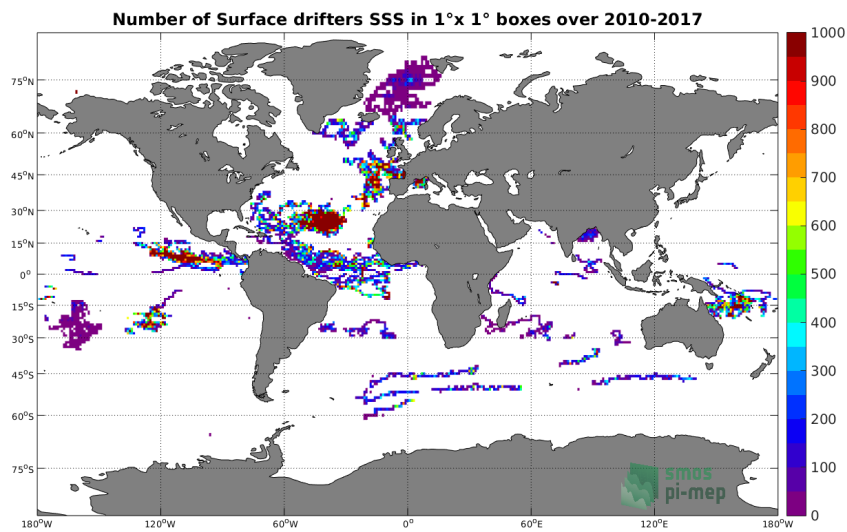 Number of Surface drifters SSS in 1°x 1° boxes over 2010-2017
1000
900
800
700
600
500
400
300
200
100
0
75°N
60°N
45°N
30°N
15°N
0°
15°S
30°S
45°S
60°S
75°S
180°W
120°W
60°W
0°
60°E
120°E
180°W
smos
pi-mep